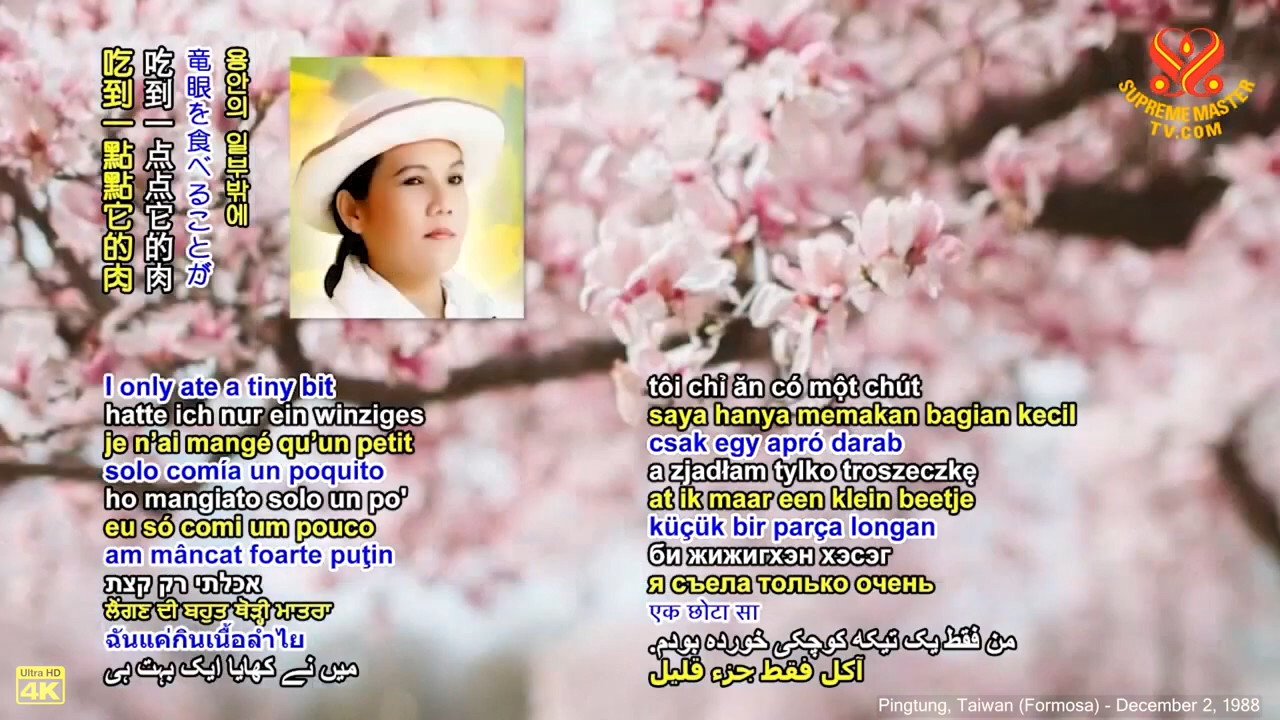 吃到一點點它的肉
吃到一点点它的肉
竜眼を食べることが
용안의 일부밖에
SUPREME MASTER
TV.COM
I only ate a tiny bit
hatte ich nur ein winziges
je n’ai mangé qu’un petit
solo comía un poquito
ho mangiato solo un po'
eu só comi um pouco
am mâncat foarte puţin
אכלתי רק קצת
ਲੌਂਗਣ ਦੀ ਬਹੁਤ ਥੋੜ੍ਹੀ ਮਾਤਰਾ
ฉันแค่กินเนื้อลำไย
میں نے کھایا ایک بہت ہی
tôi chỉ ăn có một chút
saya hanya memakan bagian kecil
csak egy apró darab
a zjadłam tylko troszeczkę
at ik maar een klein beetje
küçük bir parça longan
би жижигхэн хэсэг
я съела только очень
एक छोटा सा
من فقط یک تیکه کوچکی خورده بودم.
آكل فقط جزء قليل
Ultra HD
4K
Pingtung, Taiwan (Formosa) - December 2, 1988